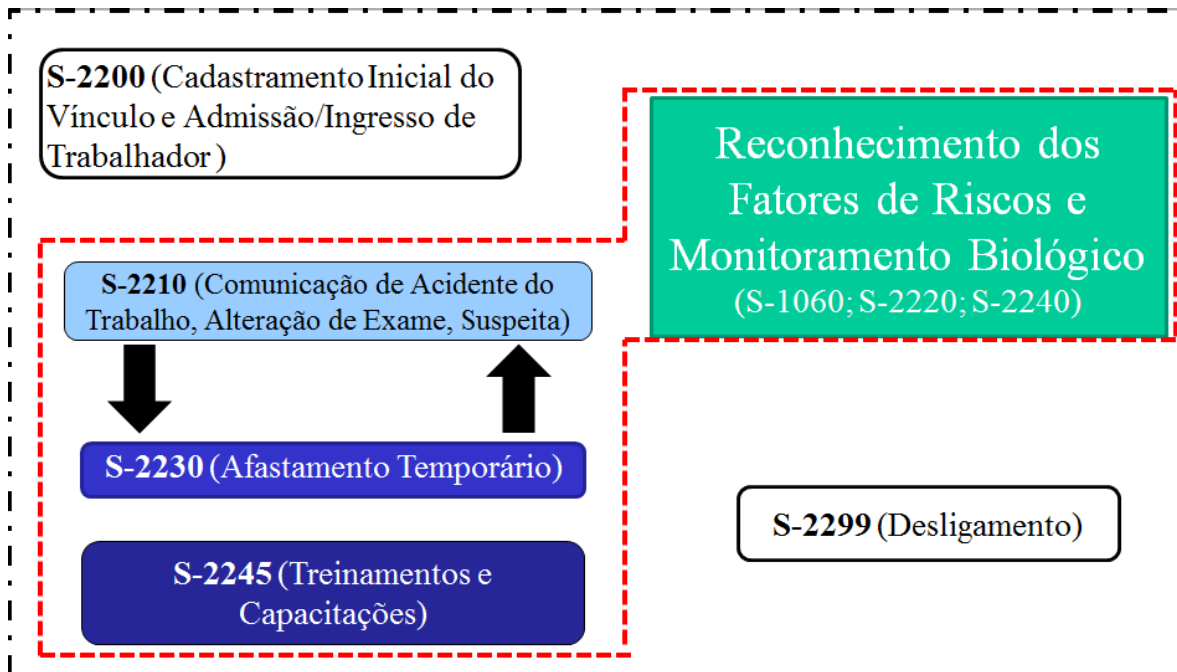 S-2200 (Cadastramento Inicial do
Vínculo e Admissão/Ingresso de
Trabalhador)
Reconhecimento dos
Fatores de Riscos e
Monitoramento Biológico
(S-1060; S-2220; S-2240)
S-2210 (Comunicação de Acidente do
Trabalho, Alteração de Exame, Suspeita)
S-2230 (Afastamento Temporário)
S-2299 (Desligamento)
S-2245 (Treinamentos e
Capacitações)